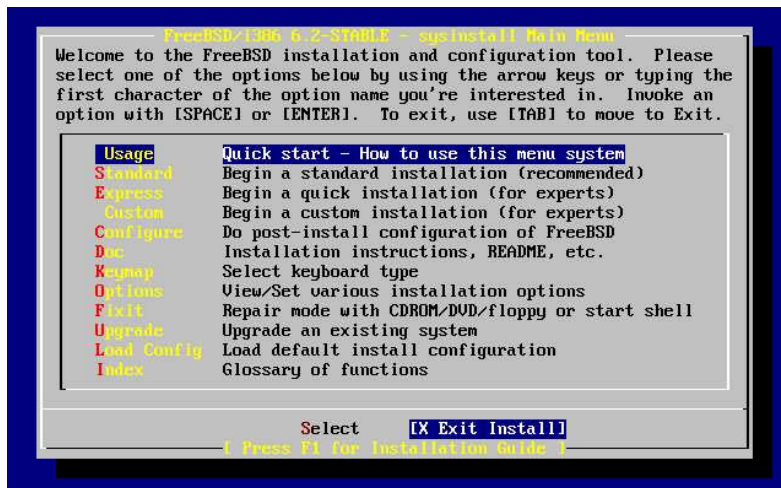 FreeBSD/i386 6.2-STABLE - sysinstall Main Menu
Welcome to the FreeBSD installation and configuration tool.  Please
select one of the options below by using the arrow keys or typing the
first character of the option name you're interested in.  Invoke an
option with [SPACE] or [ENTER].  To exit, use [TAB] to move to Exit.
Usage Quick start - How to use this menu system
Standard Begin a standard installation (recommended)
Express Begin a quick installation (for experts)
Custom Begin a custom installation (for experts)
Configure Do post-install configuration of FreeBSD
Doc Installation instructions, README, etc.
Keymap Select keyboard type
Options View/Set various installation options
Fixit Repair mode with CDROM/DVD/floppy or start shell
Upgrade Upgrade an existing system
Load Config Load default install configuration
Index Glossary of functions
Select [X Exit Install]
[ Press F1 for Installation Guide ]